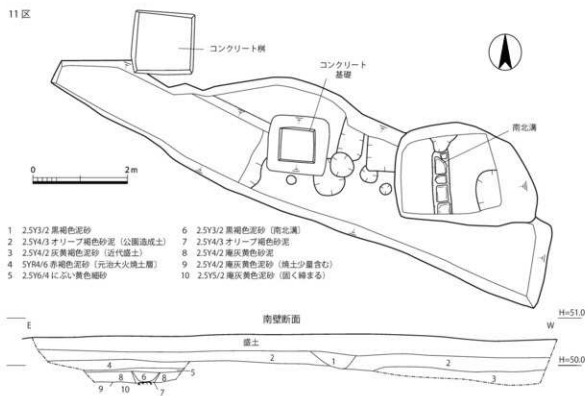 11 区
コンクリート桝
コンクリート
基礎
南北溝
0
2 m
1 2.5Y3/2 黒褐色泥砂
2 2.5Y4/3 オリーブ褐色砂泥（公園造成土）
3 2.5Y4/2 灰黄褐色砂泥（近代盛土）
4 5YR4/6 赤褐色泥砂（元治大火焼土層）
5 2.5Y6/4 にぶい黄色細砂
6 2.5Y3/2 黒褐色泥砂（南北溝）
7 2.5Y4/3 オリーブ褐色砂泥
8 2.5Y4/2 庵灰黄色砂泥
9 2.5Y4/2 庵灰黄色泥砂（焼土少量含む）
10 2.5Y5/2 庵灰黄色泥砂（固く締まる）
南壁断面
H=51.0
E
W
盛土
2
1
2
H=50.0
4
5
8
6
8
3
9
10
7